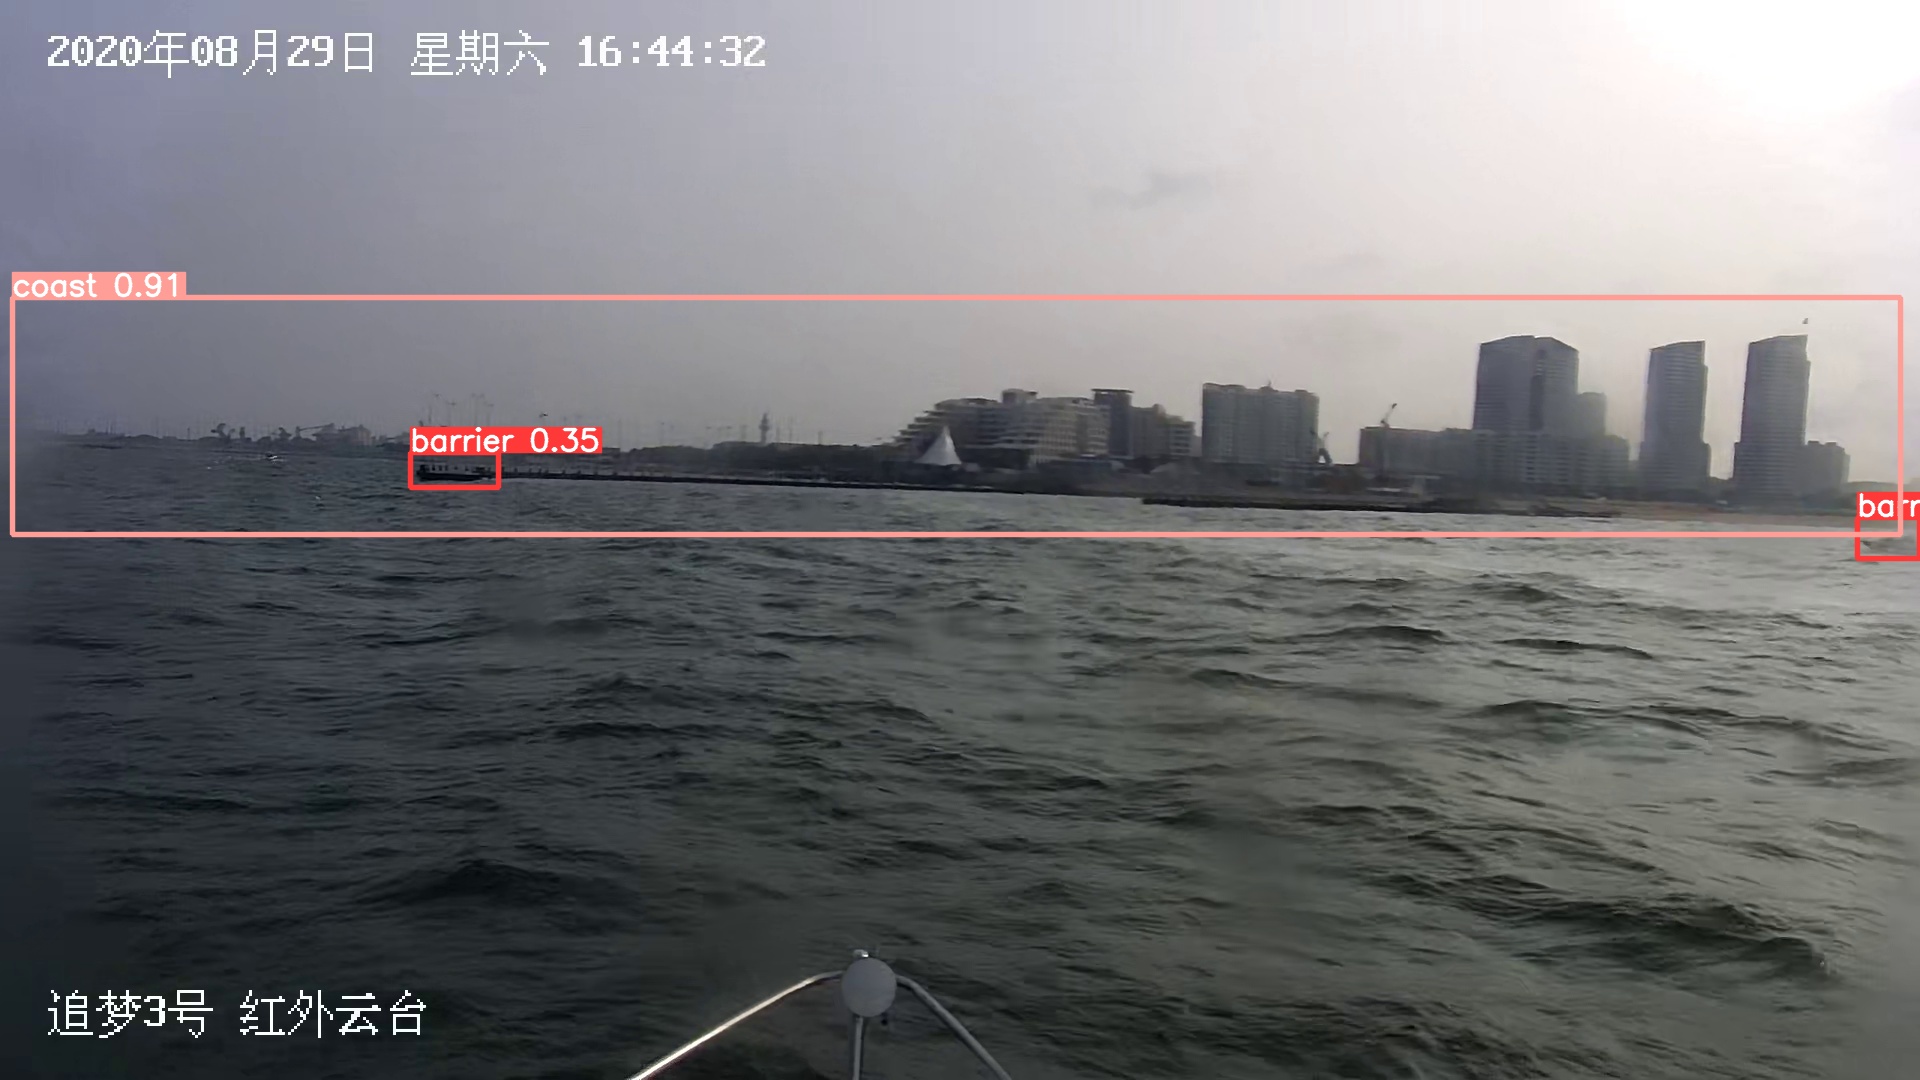 2020年08月29日 星期六 16:44:32
coast 0.91
barrier 0.35
barr
追梦3号 红外云台